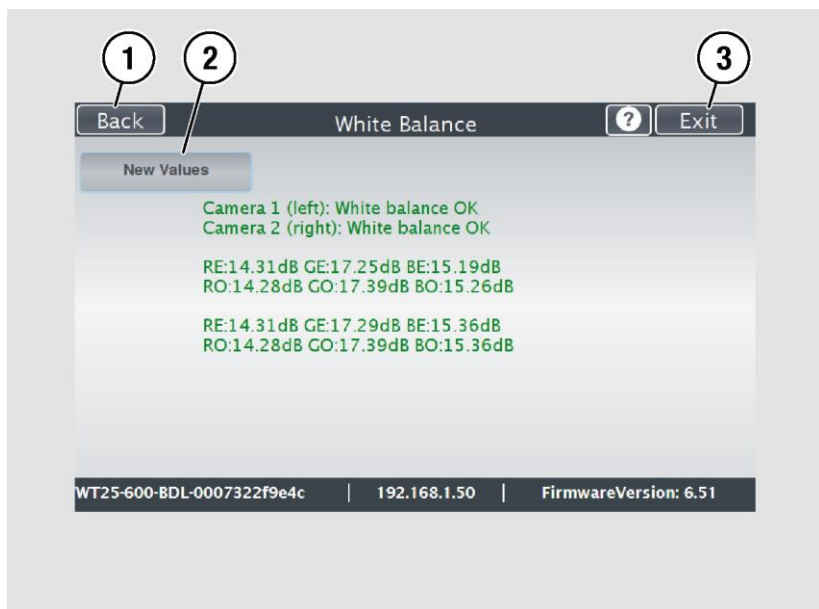 1 2 3
Back White Balance ? Exit
New Values
Camera 1 (left): White balance OK
Camera 2 (right): White balance OK
RE:14.31dB GE:17.25dB BE:15.19dB
RO:14.28dB GO:17.39dB BO:15.26dB
RE:14.31dB GE:17.29dB BE:15.36dB
RO:14.28dB GO:17.39dB BO:15.36dB
WT25-600-BDL-0007322f9e4c | 192.168.1.50 | FirmwareVersion: 6.51